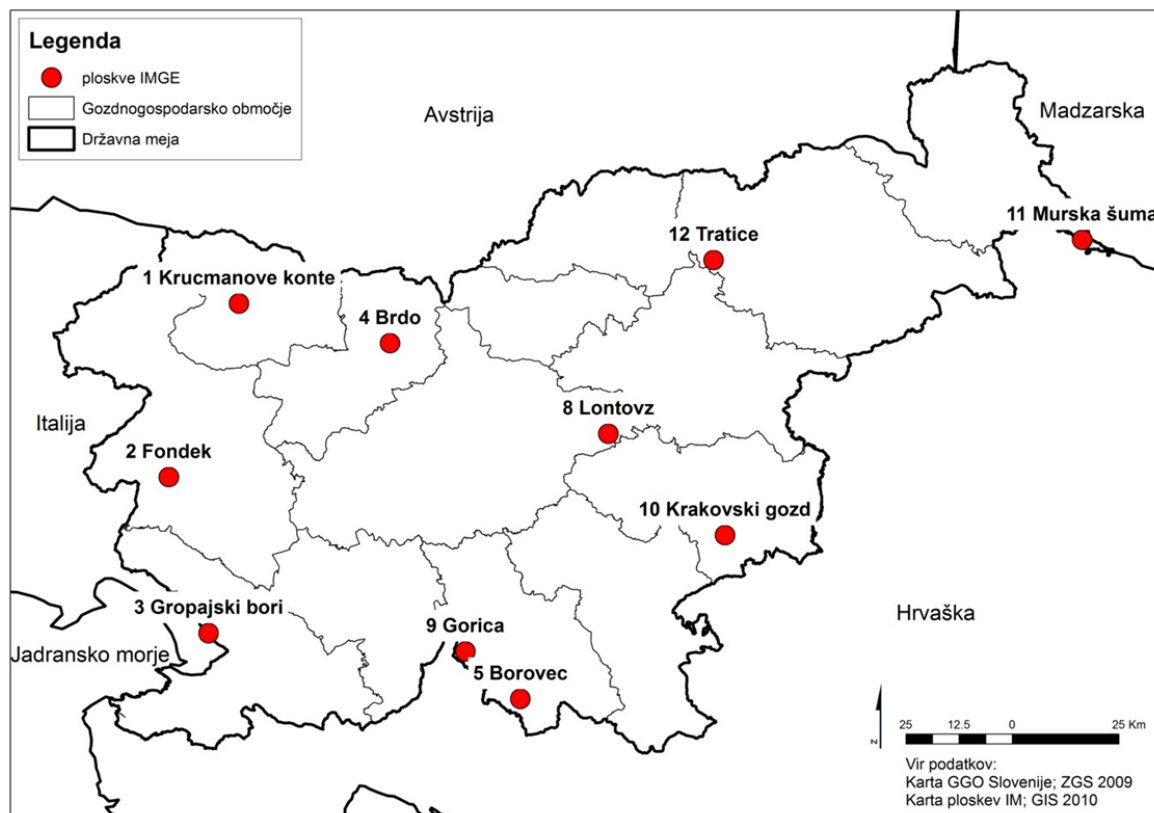 Legenda
ploskve IMGE
Gozdnogospodarsko območje
Državna meja
Avstrija
Madzarska
11 Murska šuma
12 Tratice
1 Krucmanove konte
4 Brdo
Italija
8 Lontovz
2 Fondek
10 Krakovski gozd
3 Gropajski bori
Hrvaška
9 Gorica
Jadransko morje
5 Borovec
N
25 12.5 0 25 Km
Vir podatkov:
Karta GGO Slovenije; ZGS 2009
Karta ploskev IM; GIS 2010